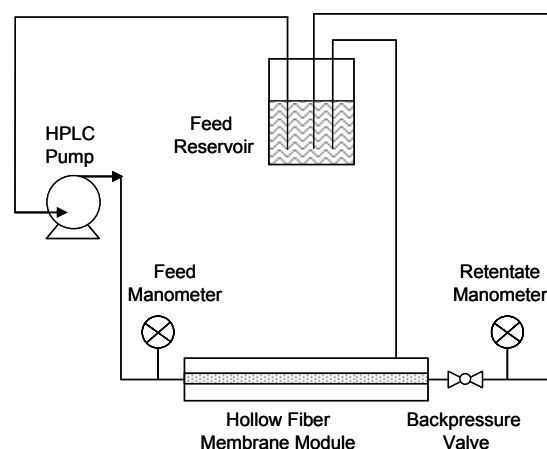 Feed
Reservoir
HPLC
Pump
Feed
Manometer
Retentate
Manometer
Hollow Fiber
Membrane Module
Backpressure
Valve